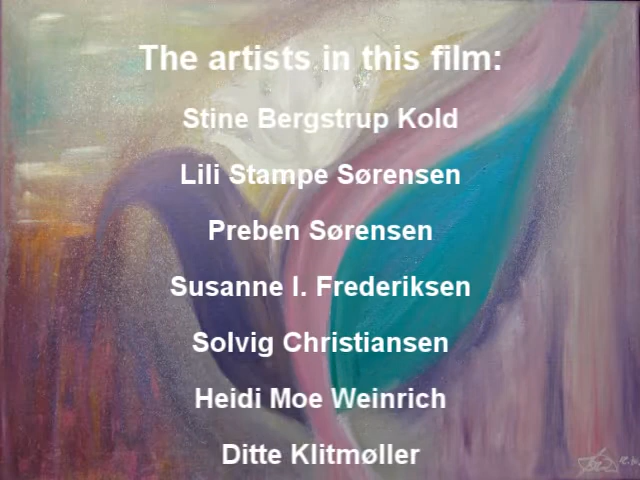 The artists in this film:
Stine Bergstrup Kold
Lili Stampe Sørensen
Preben Sørensen
Susanne I. Frederiksen
Solvig Christiansen
Heidi Moe Weinrich
Ditte Klitmøller